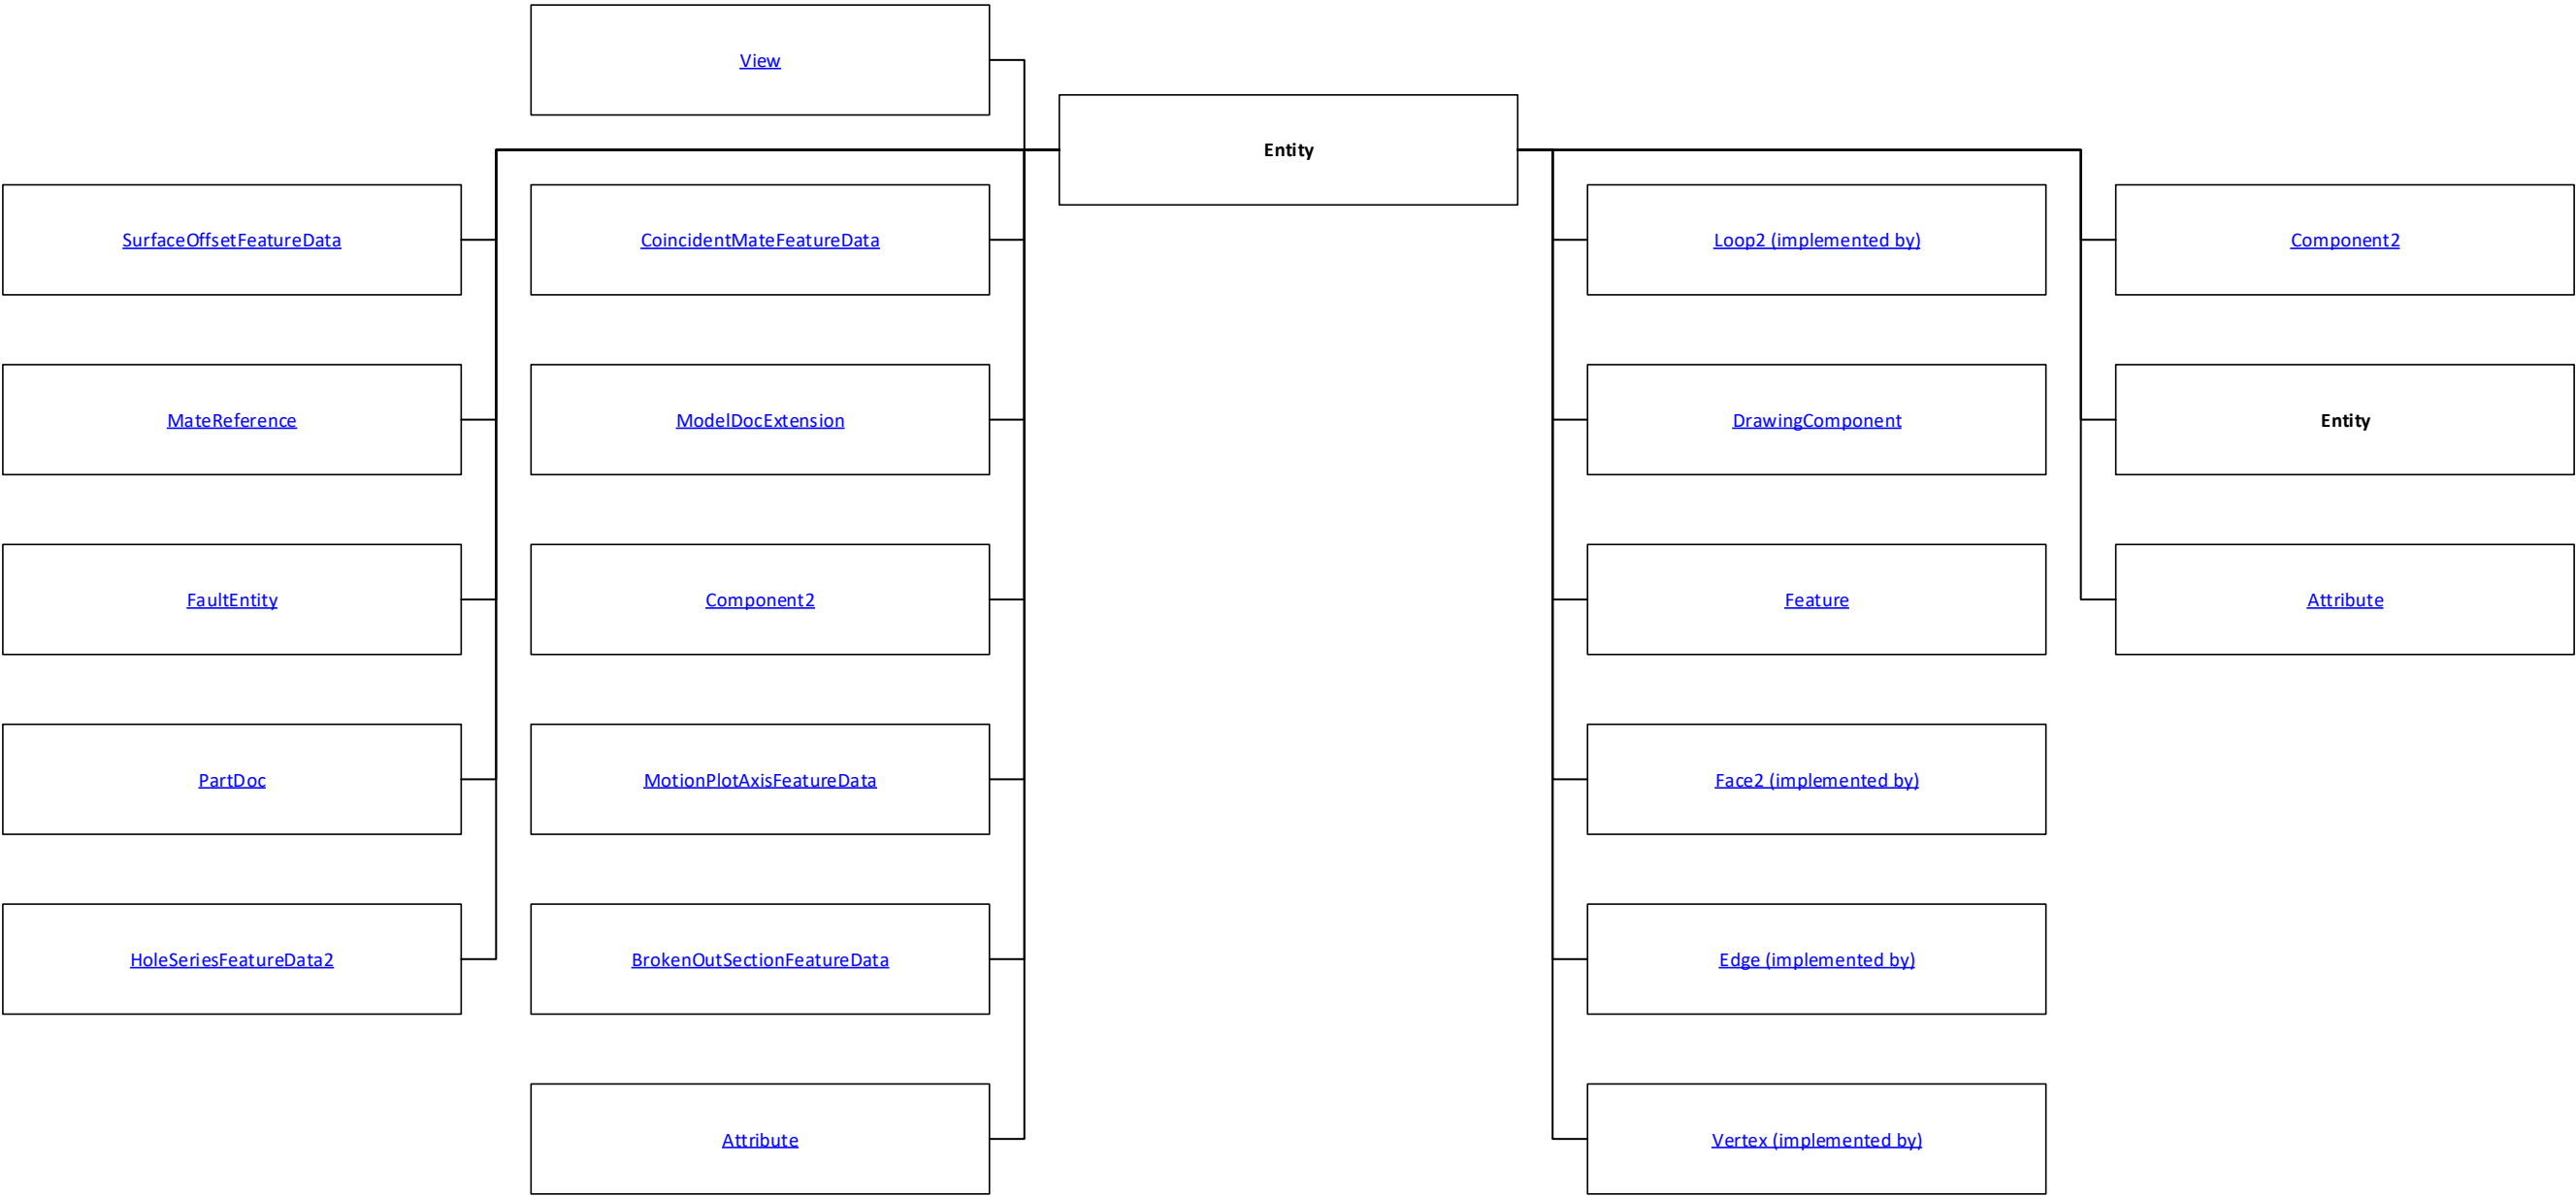 View
Entity
SurfaceOffsetFeatureData
CoincidentMateFeatureData
Loop2 (implemented by)
Component2
MateReference
ModelDocExtension
DrawingComponent
Entity
FaultEntity
Component2
Feature
Attribute
PartDoc
MotionPlotAxisFeatureData
Face2 (implemented by)
HoleSeriesFeatureData2
BrokenOutSectionFeatureData
Edge (implemented by)
Attribute
Vertex (implemented by)